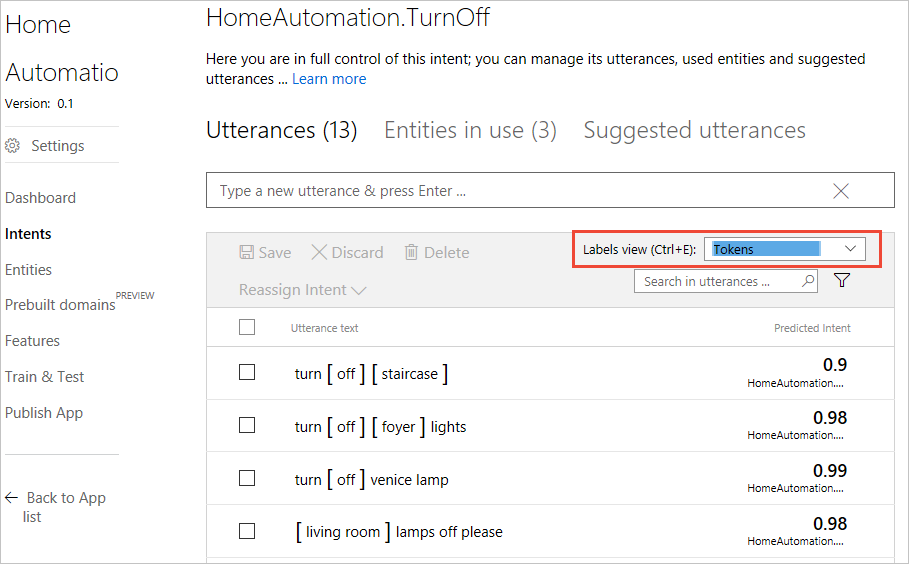 Home
Automatio
Version: 0.1
Settings
Dashboard
Intents
Entities
Prebuilt domains PREVIEW
Features
Train & Test
Publish App
← Back to App
list
HomeAutomation.TurnOff
Here you are in full control of this intent; you can manage its utterances, used entities and suggested
utterances ... Learn more
Utterances (13) Entities in use (3) Suggested utterances
Type a new utterance & press Enter ...
Save Discard Delete
Labels view (Ctrl+E): Tokens
Reassign Intent
Search in utterances ...
Utterance text Predicted Intent
turn [ off ] [ staircase ] 0.9
HomeAutomation....
turn [ off ] [ foyer ] lights 0.98
HomeAutomation....
turn [ off ] venice lamp 0.99
HomeAutomation....
[ living room ] lamps off please 0.98
HomeAutomation....